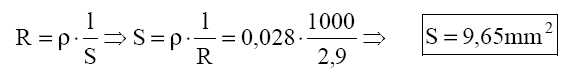 R = ρ · l/S ⇒ S = ρ · l/R = 0,028 · 1000/2,9 ⇒ S = 9,65mm²